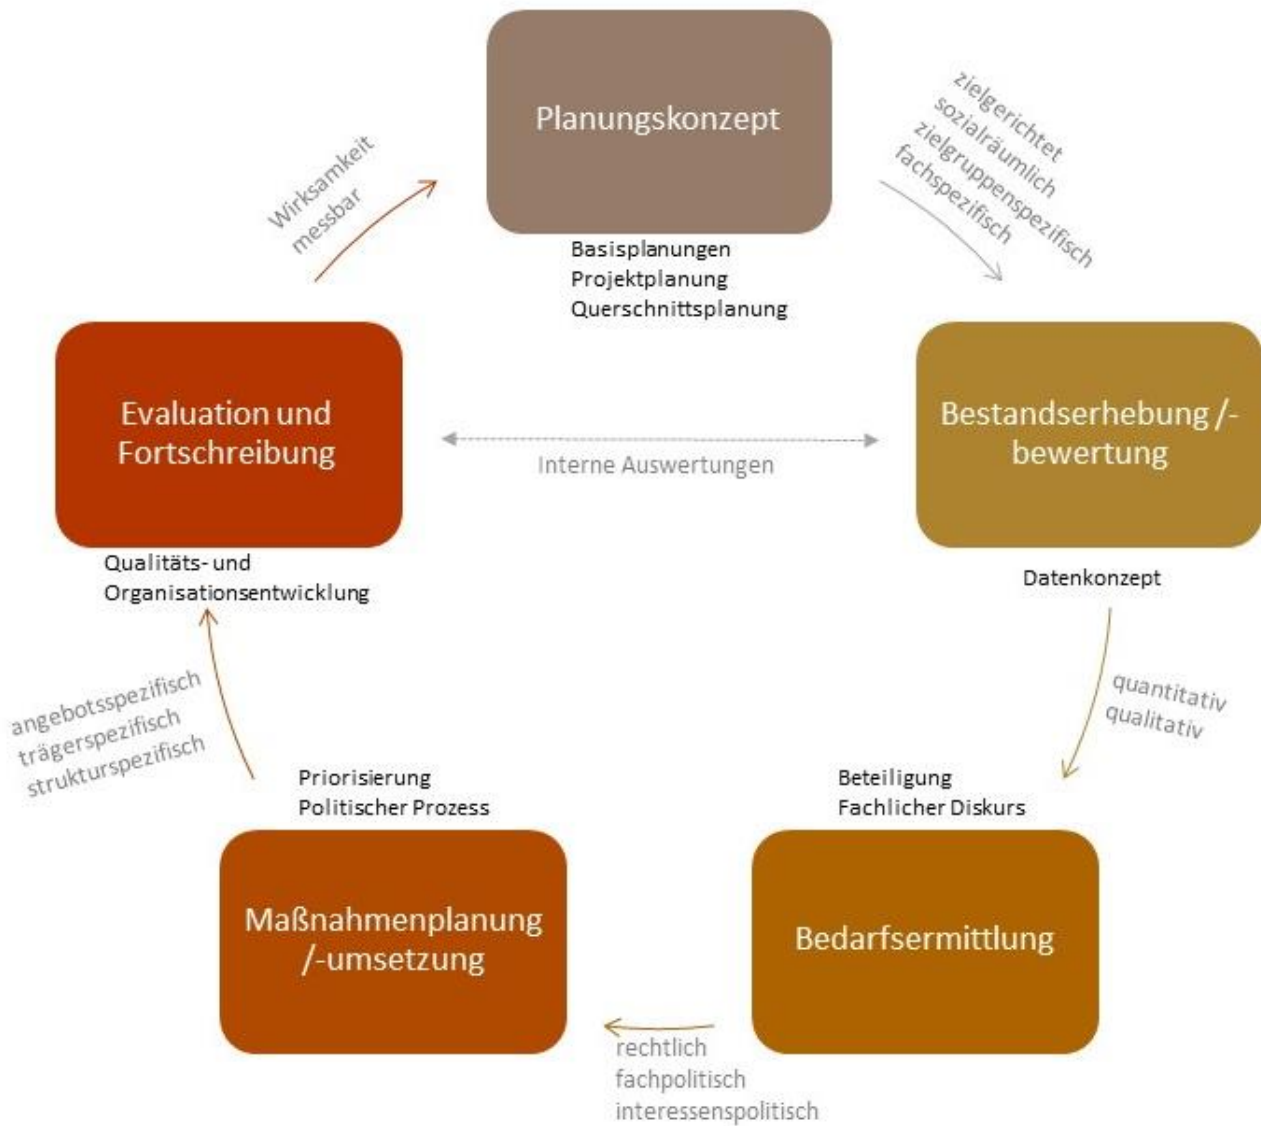 Planungskonzept
Basisplanungen
Projektplanung
Querschnittsplanung
zielgerichtet
sozialräumlich
zielgruppenspezifisch
fachspezifisch
Bestandserhebung /-
bewertung
Datenkonzept
quantitativ
qualitativ
Beteiligung
Fachlicher Diskurs
Bedarfsermittlung
rechtlich
fachpolitisch
interessenspolitisch
Priorisierung
Politischer Prozess
Maßnahmenplanung
/-umsetzung
angebotsspezifisch
trägerspezifisch
strukturspezifisch
Evaluation und
Fortschreibung
Qualitäts- und
Organisationsentwicklung
Wirksamkeit
messbar
Interne Auswertungen